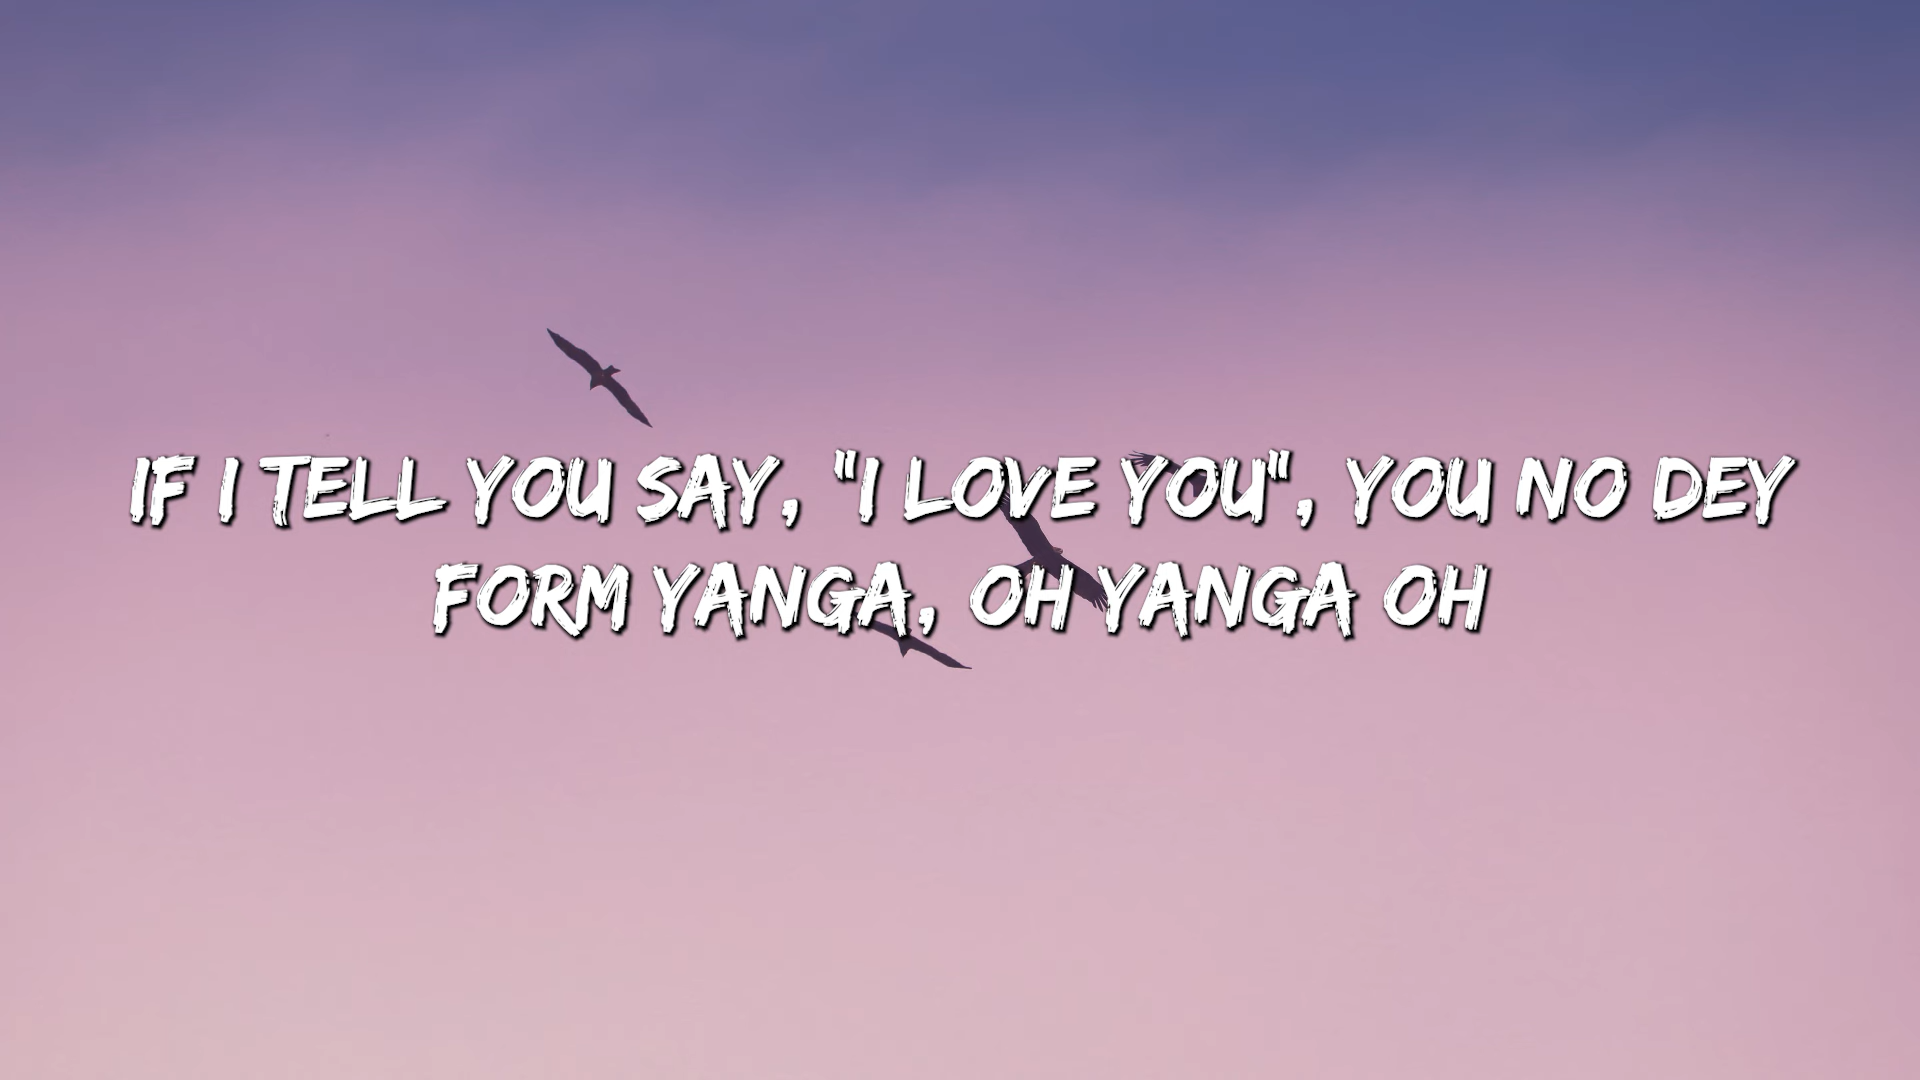 IF I TELL YOU SAY, "I LOVE YOU", YOU NO DEY
FORM YANGA, OH YANGA OH